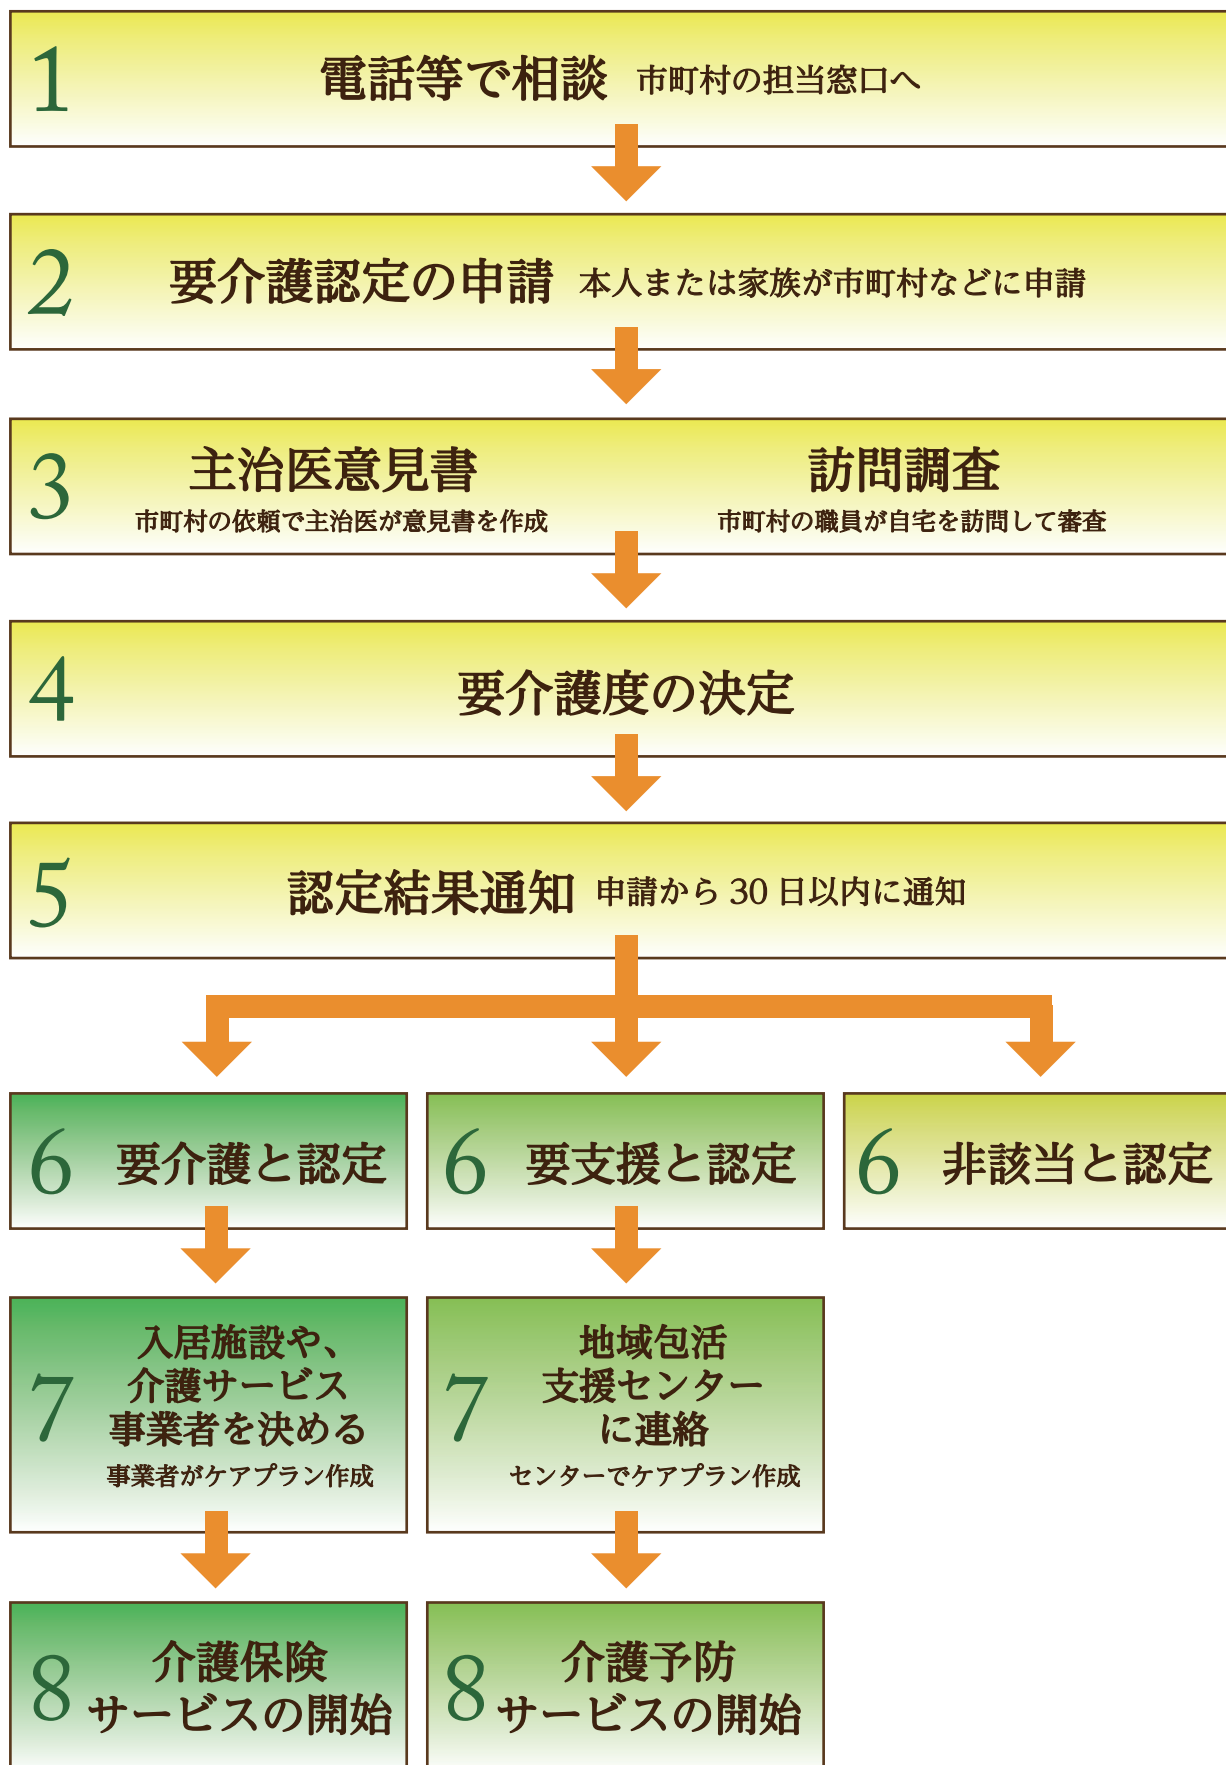 1
電話等で相談 市町村の担当窓口へ
2
要介護認定の申請 本人または家族が市町村などに申請
3
主治医意見書
市町村の依頼で主治医が意見書を作成
訪問調査
市町村の職員が自宅を訪問して審査
4
要介護度の決定
5
認定結果通知 申請から 30 日以内に通知
6
要介護と認定
6
要支援と認定
6
非該当と認定
7
入居施設や、
介護サービス
事業者を決める
事業者がケアプラン作成
7
地域包活
支援センター
に連絡
センターでケアプラン作成
8
介護保険
サービスの開始
8
介護予防
サービスの開始